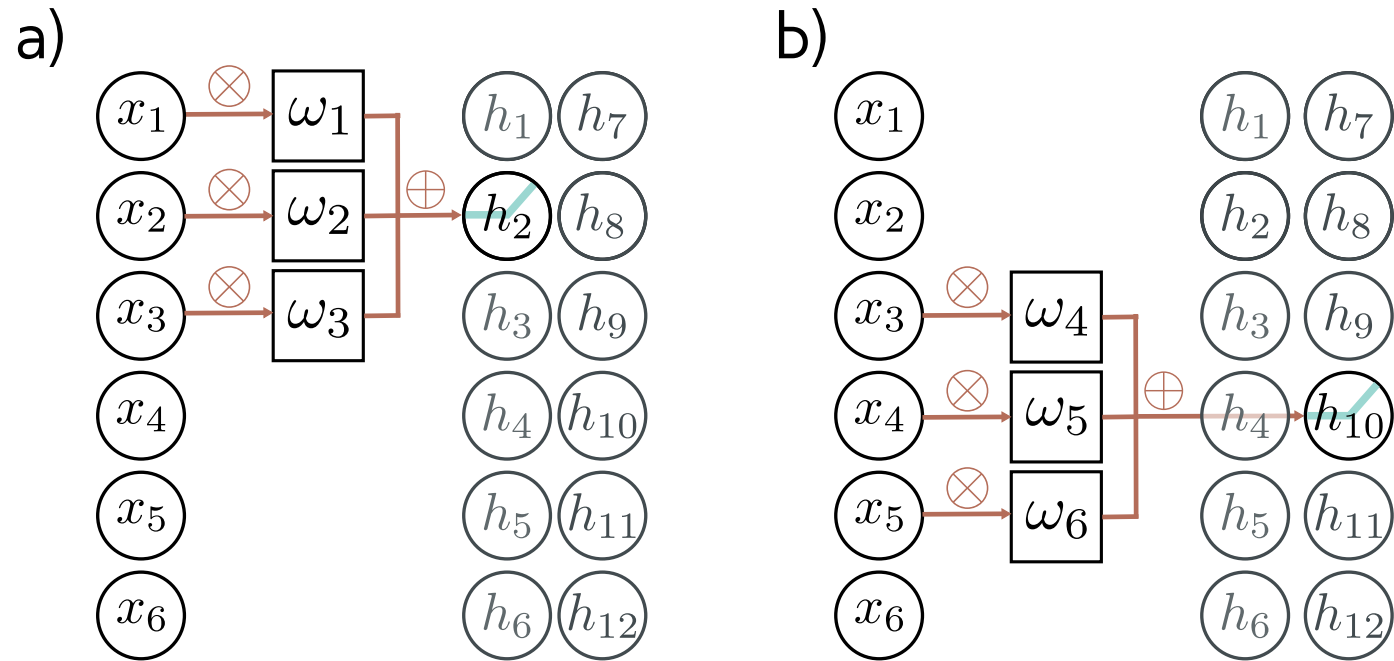 a) b)
x₁ ω₁ h₁ h₇ x₁ h₁ h₇
x₂ ω₂ h₂ h₈ x₂ h₂ h₈
x₃ ω₃ h₃ h₉ x₃ ω₄ h₃ h₉
x₄ h₄ h₁₀ x₄ ω₅ h₄ h₁₀
x₅ h₅ h₁₁ x₅ ω₆ h₅ h₁₁
x₆ h₆ h₁₂ x₆ h₆ h₁₂